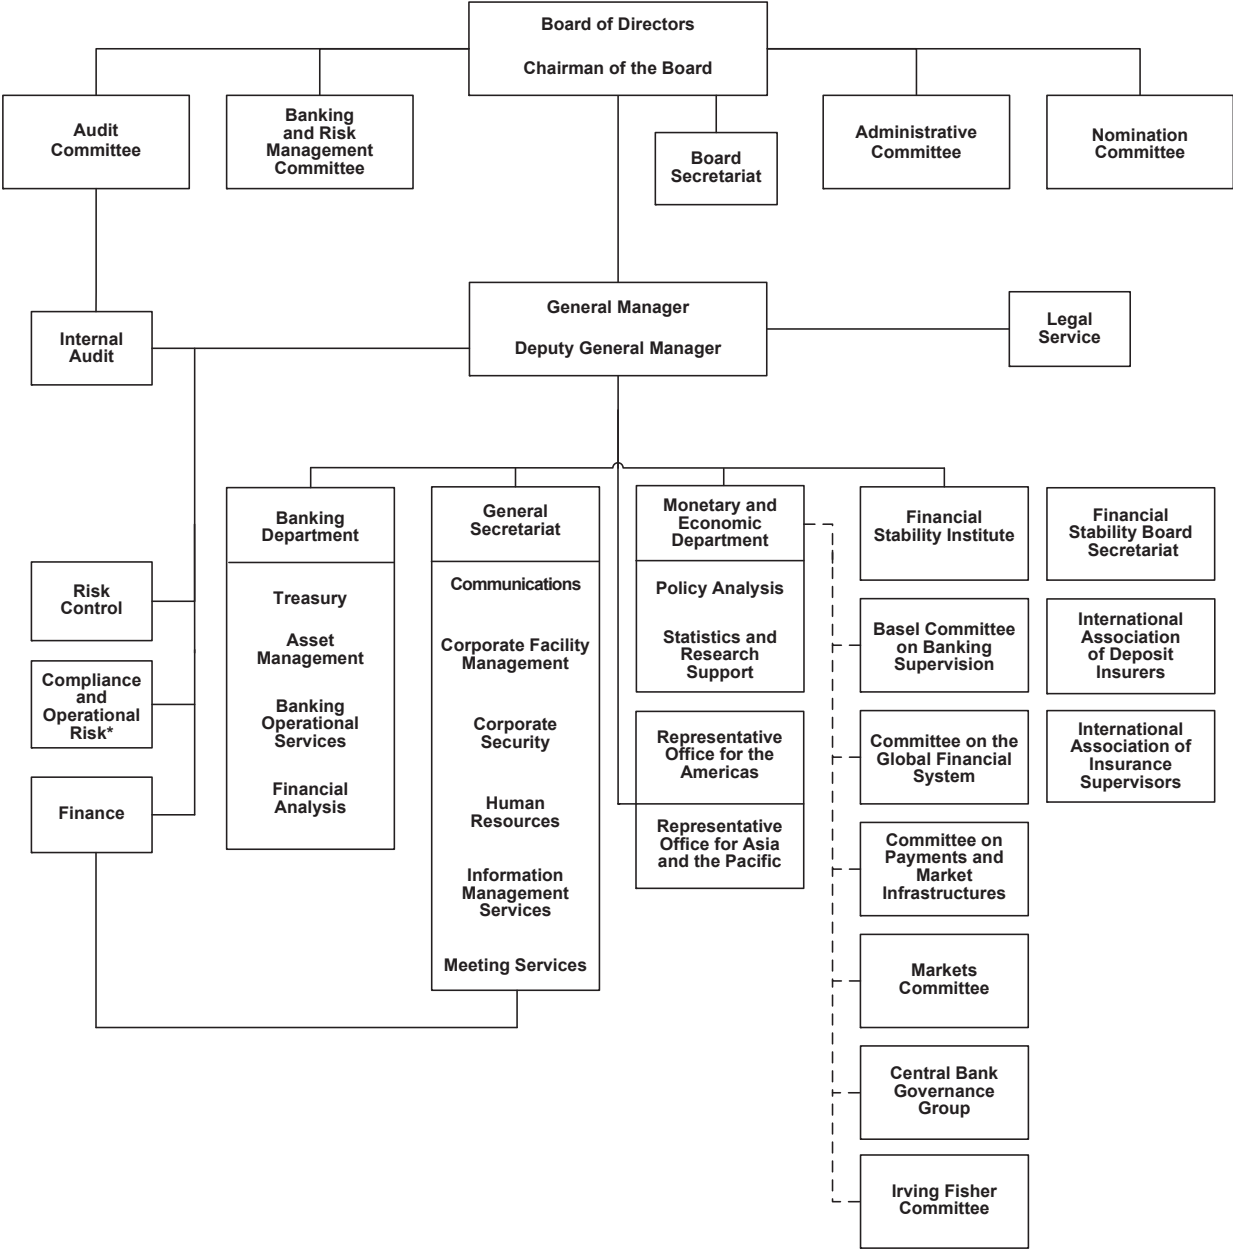 Board of Directors
Chairman of the Board
Audit
Committee
Banking
and Risk
Management
Committee
Board
Secretariat
Administrative
Committee
Nomination
Committee
General Manager
Deputy General Manager
Internal
Audit
Legal
Service
Risk
Control
Compliance
and
Operational
Risk*
Finance
Banking
Department
Treasury
Asset
Management
Banking
Operational
Services
Financial
Analysis
General
Secretariat
Communications
Corporate Facility
Management
Corporate
Security
Human
Resources
Information
Management
Services
Meeting Services
Monetary and
Economic
Department
Policy Analysis
Statistics and
Research
Support
Representative
Office for the
Americas
Representative
Office for Asia
and the Pacific
Financial
Stability Institute
Basel Committee
on Banking
Supervision
Committee on the
Global Financial
System
Committee on
Payments and
Market
Infrastructures
Markets
Committee
Central Bank
Governance
Group
Irving Fisher
Committee
Financial
Stability Board
Secretariat
International
Association
of Deposit
Insurers
International
Association of
Insurance
Supervisors